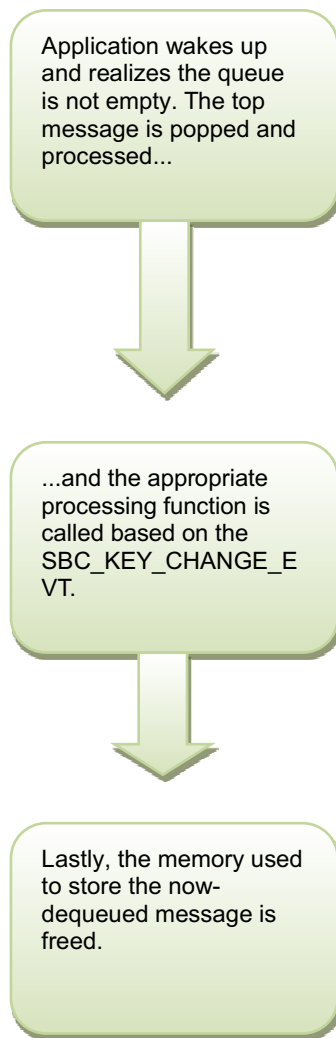 Application wakes up
and realizes the queue
is not empty. The top
message is popped and
processed...
...and the appropriate
processing function is
called based on the
SBC_KEY_CHANGE_E
VT.
Lastly, the memory used
to store the now-
dequeued message is
freed.